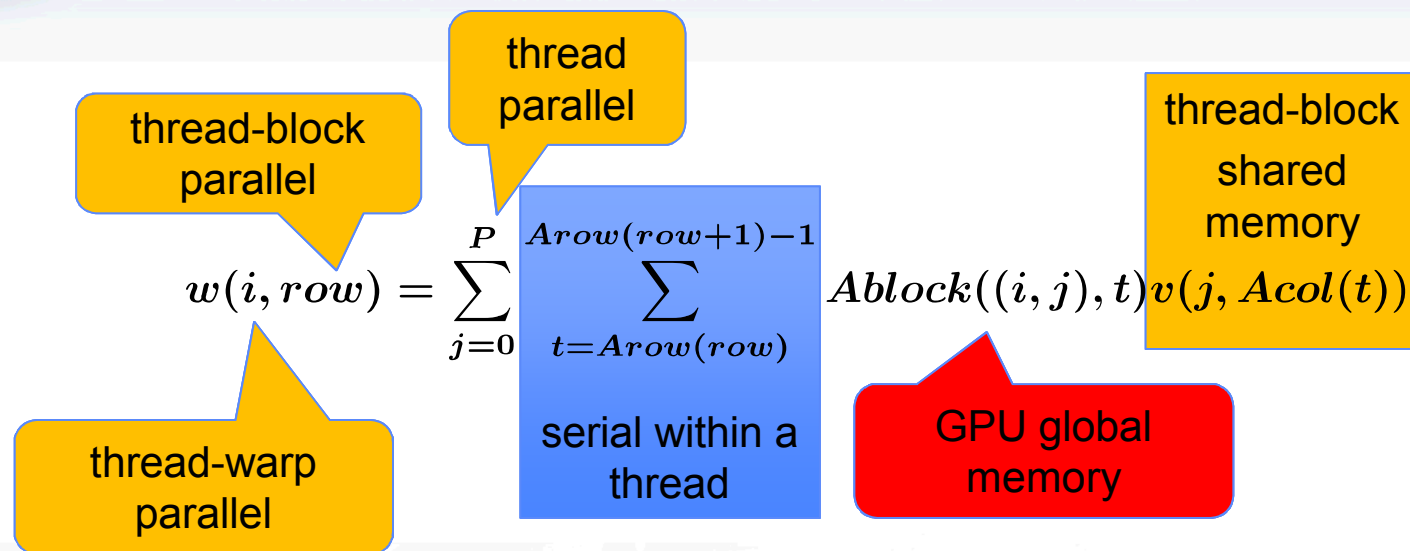 thread
parallel
thread-block
parallel
thread-block
shared
memory
P
Arow(row+1)−1
w(i, row) = ∑ ∑ Ablock((i, j), t)v(j, Acol(t))
j=0
t=Arow(row)
serial within a
thread
GPU global
memory
thread-warp
parallel